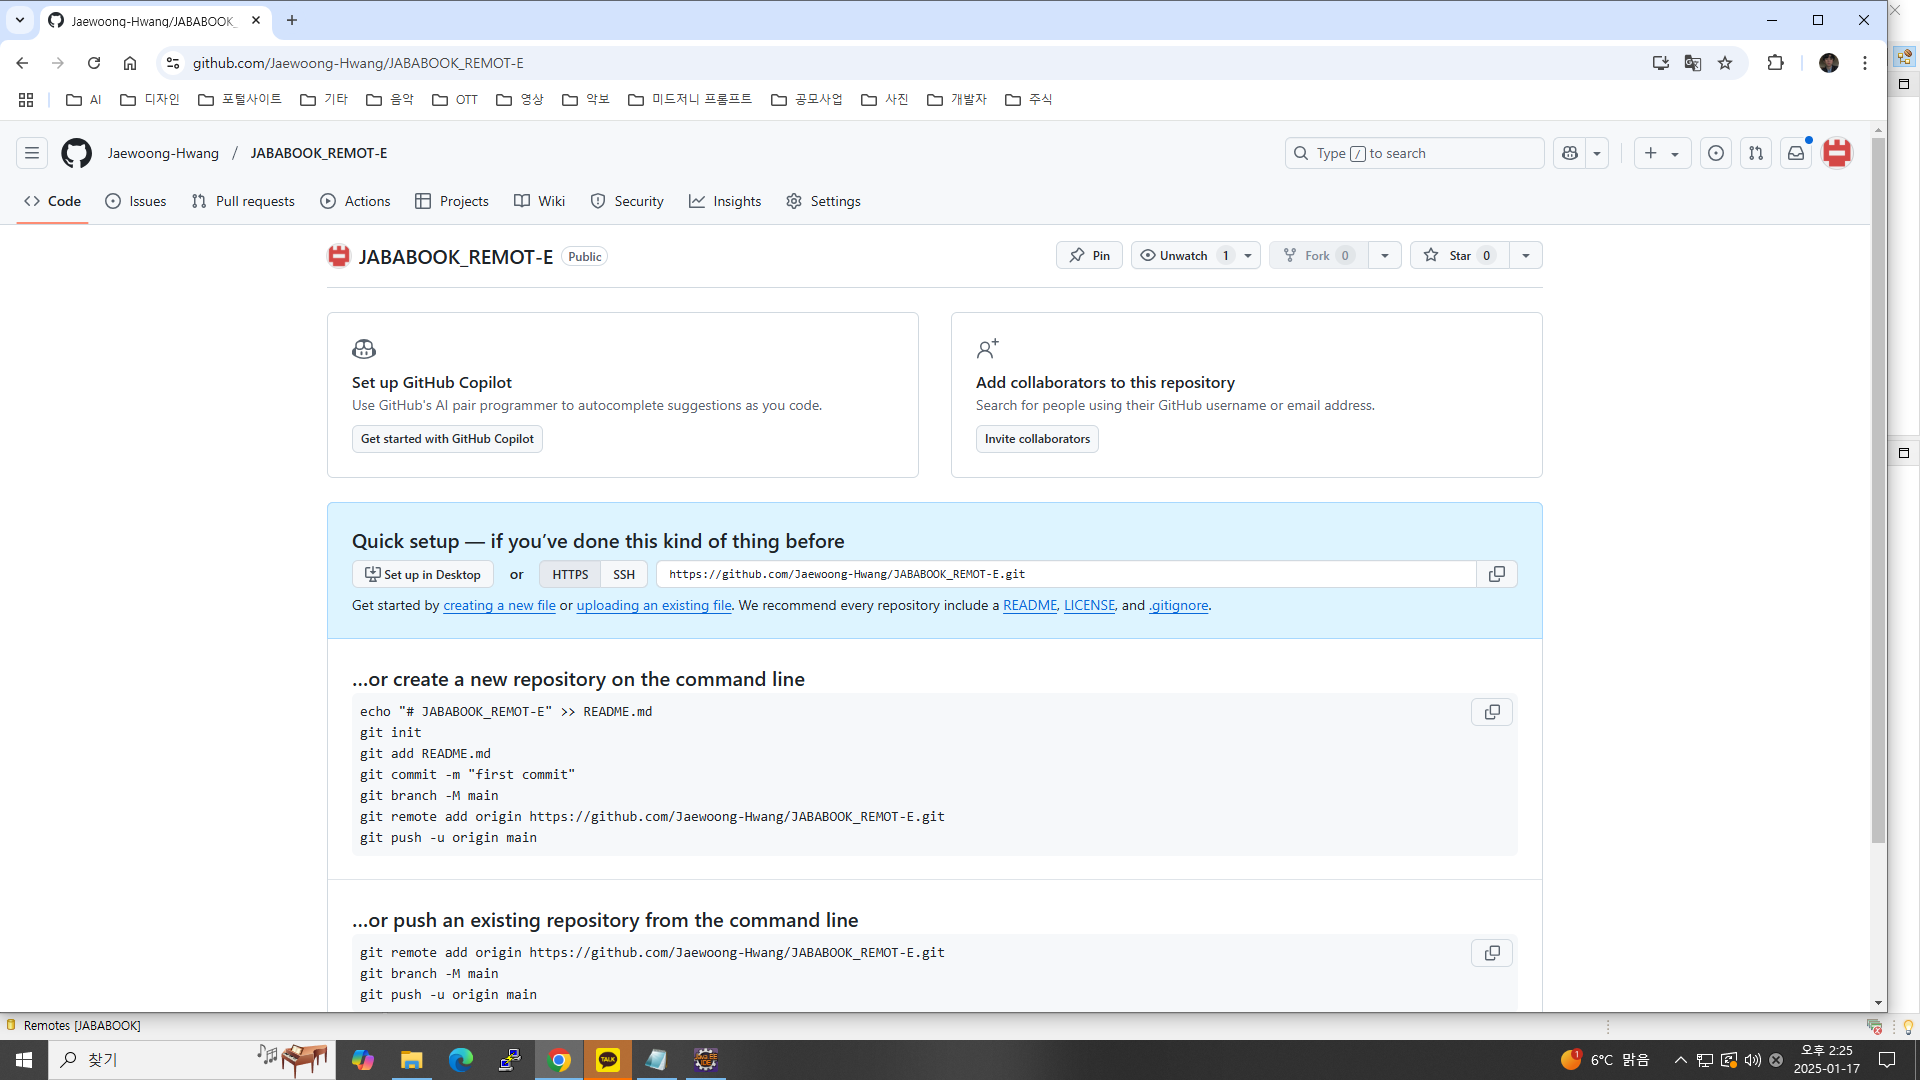 Jaewoong-Hwang/JABABOOK_
github.com/Jaewoong-Hwang/JABABOOK_REMOT-E
AI 디자인 포털사이트 기타 음악 OTT 영상 악보 미드저니 프롬프트 공모사업 사진 개발자 주식
Jaewoong-Hwang / JABABOOK_REMOT-E
Type / to search
Code Issues Pull requests Actions Projects Wiki Security Insights Settings
JABABOOK_REMOT-E Public
Pin Unwatch 1 Fork 0 Star 0
Set up GitHub Copilot
Use GitHub's AI pair programmer to autocomplete suggestions as you code.
Get started with GitHub Copilot
Add collaborators to this repository
Search for people using their GitHub username or email address.
Invite collaborators
Quick setup — if you’ve done this kind of thing before
Set up in Desktop or HTTPS SSH https://github.com/Jaewoong-Hwang/JABABOOK_REMOT-E.git
Get started by creating a new file or uploading an existing file. We recommend every repository include a README, LICENSE, and .gitignore.
…or create a new repository on the command line
echo "# JABABOOK_REMOT-E" >> README.md
git init
git add README.md
git commit -m "first commit"
git branch -M main
git remote add origin https://github.com/Jaewoong-Hwang/JABABOOK_REMOT-E.git
git push -u origin main
…or push an existing repository from the command line
git remote add origin https://github.com/Jaewoong-Hwang/JABABOOK_REMOT-E.git
git branch -M main
git push -u origin main
Remotes [JABABOOK]
찾기
TALK
1
6°C 맑음
오후 2:25
2025-01-17